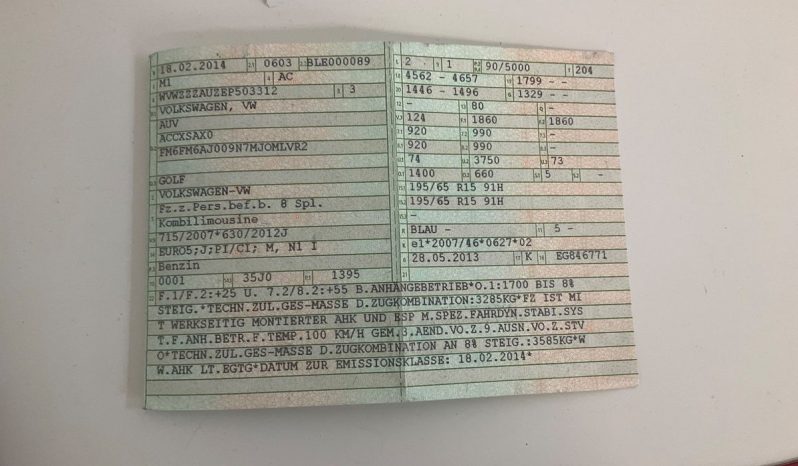 18.02.2014 0603 BLE000089
M1 AC
WVWZZZAUZEP503312 3
VOLKSWAGEN, VW
AUV
ACCXSAX0
FM6FM6AJ009N7MJOMLVR2
GOLF
VOLKSWAGEN-VW
Fz.z.Pers.bef.b. 8 Spl.
Kombilimousine
715/2007*630/2012J
EURO5;J;PI/CI; M, N1 I
Benzin
0001 35J0 1395
2 1 90/5000 204
4562 - 4657 1799 -
1446 - 1496 1329 -
- 80 -
124 1860 1860
920 990 -
920 990 -
74 3750 73
1400 660 5 -
195/65 R15 91H
195/65 R15 91H
-
BLAU - 5 -
e1*2007/46*0627*02
28.05.2013 K EG846771
F.1/F.2:+25 U. 7.2/8.2:+55 B.ANHÄNGEBETRIEB*O.1:1700 BIS 8%
STEIG.*TECHN.ZUL.GES-MASSE D.ZUGKOMBINATION:3285KG*FZ IST MI
T WERKSEITIG MONTIERTER AHK UND ESP M.SPEZ.FAHRDYN.STABI.SYS
T.F.ANH.BETR.F.TEMP.100 KM/H GEM.3.AEND.VO.Z.9.AUSN.VO.Z.STV
O*TECHN.ZUL.GES-MASSE D.ZUGKOMBINATION AN 8% STEIG.:3585KG*W
W.AHK LT.EGTG*DATUM ZUR EMISSIONSKLASSE: 18.02.2014*